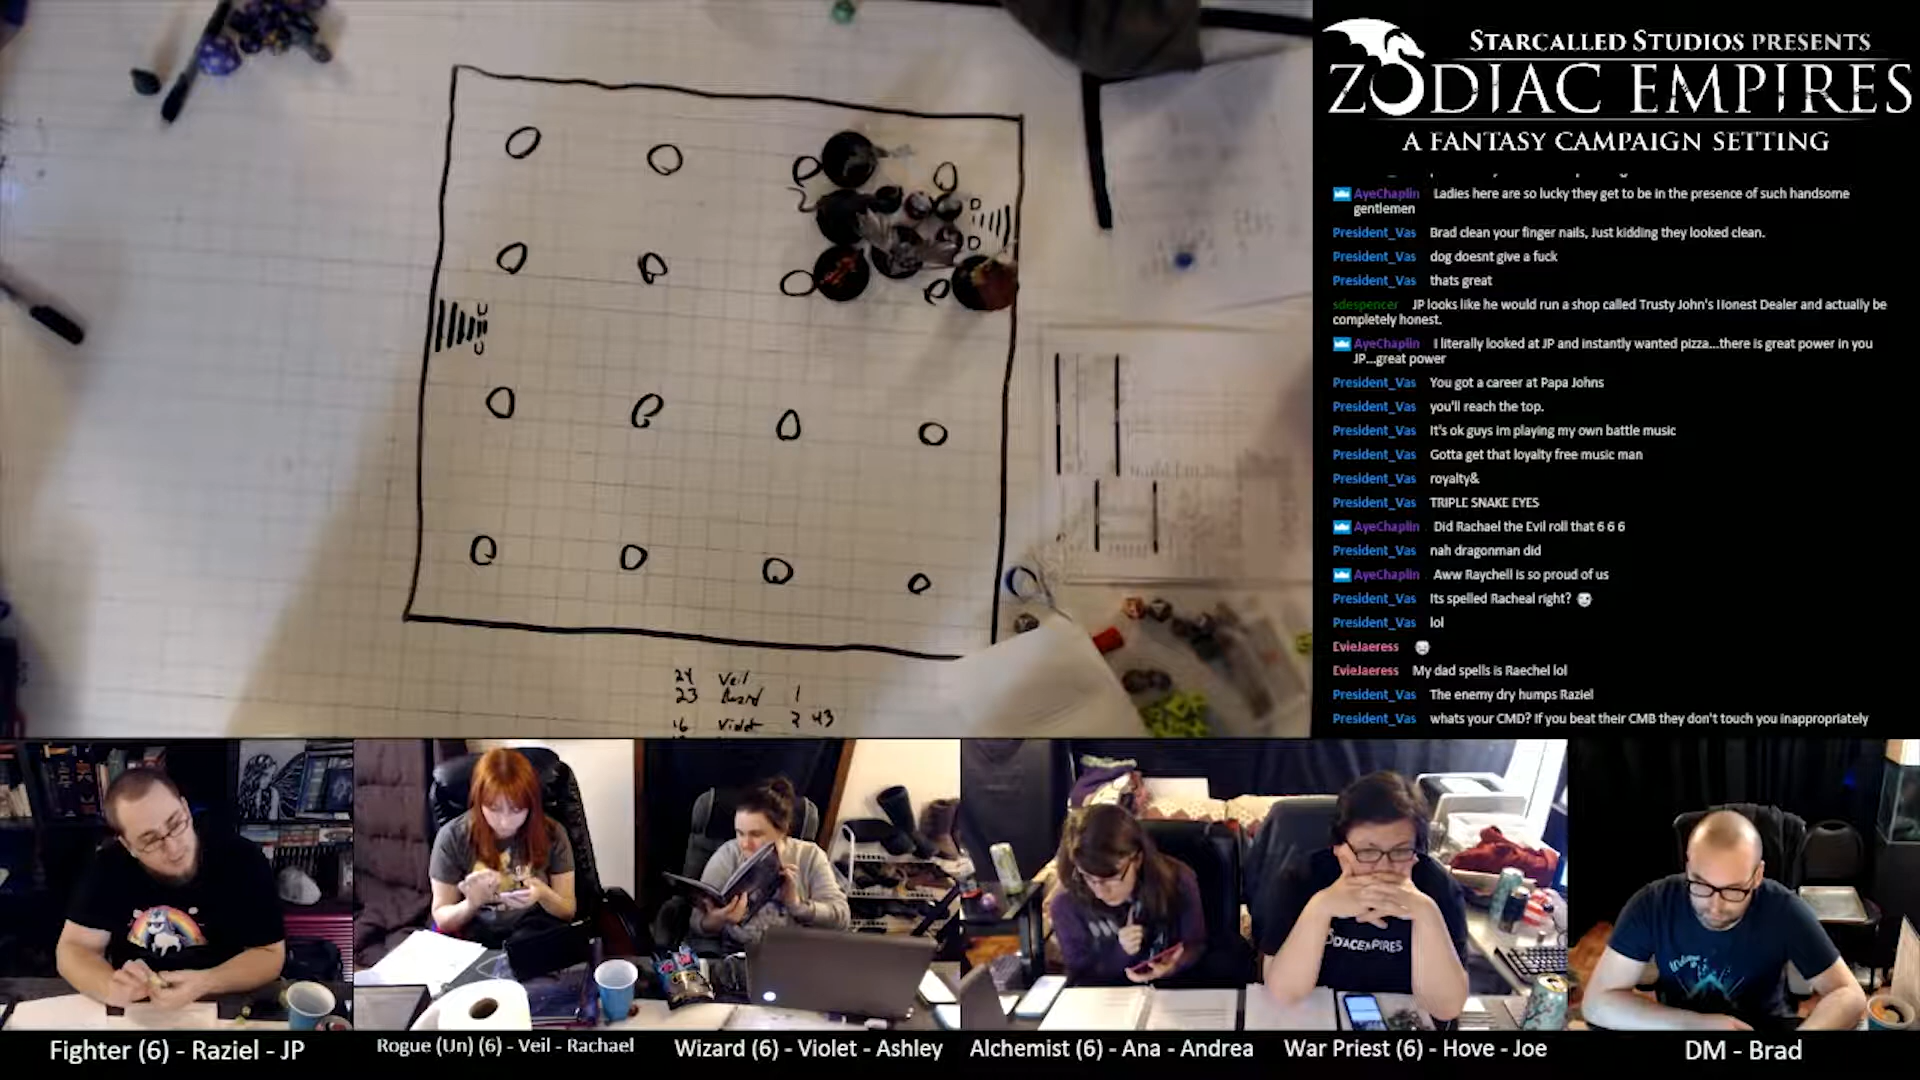 STARCALLED STUDIOS PRESENTS
ZODIAC EMPIRES
A FANTASY CAMPAIGN SETTING
AyeChaplin Ladies here are so lucky they get to be in the presence of such handsome
gentlemen
President_Vas Brad clean your finger nails, Just kidding they looked clean.
President_Vas dog doesnt give a fuck
President_Vas thats great
sdespencer JP looks like he would run a shop called Trusty John's Honest Dealer and actually be
completely honest.
AyeChaplin I literally looked at JP and instantly wanted pizza...there is great power in you
JP...great power
President_Vas You got a career at Papa Johns
President_Vas you'll reach the top.
President_Vas It's ok guys im playing my own battle music
President_Vas Gotta get that loyalty free music man
President_Vas royalty&
President_Vas TRIPLE SNAKE EYES
AyeChaplin Did Rachael the Evil roll that 6 6 6
President_Vas nah dragonman did
AyeChaplin Aww Raychell is so proud of us
President_Vas Its spelled Racheal right?
President_Vas lol
EvieJaeress
EvieJaeress My dad spells is Raechel lol
President_Vas The enemy dry humps Raziel
President_Vas whats your CMD? If you beat their CMB they don't touch you inappropriately
D
D
U
U
24 Veil
23 1
16 Violet 2 43
ZODIAC EMPIRES
Fighter (6) - Raziel - JP
Rogue (Un) (6) - Veil - Rachael
Wizard (6) - Violet - Ashley
Alchemist (6) - Ana - Andrea
War Priest (6) - Hove - Joe
DM - Brad